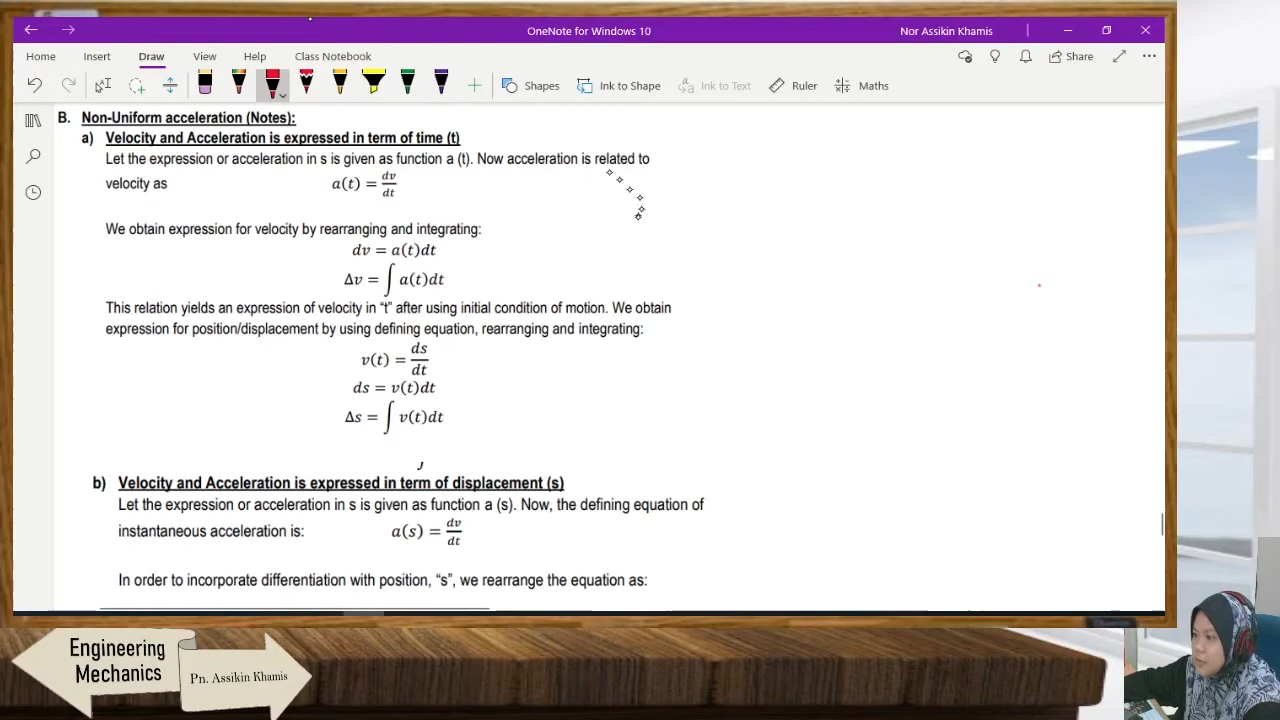 OneNote for Windows 10
Nor Assikin Khamis
Home Insert Draw View Help Class Notebook
Share
Shapes Ink to Shape Ink to Text Ruler Maths
B. Non-Uniform acceleration (Notes):
a) Velocity and Acceleration is expressed in term of time (t)
Let the expression or acceleration in s is given as function a (t). Now acceleration is related to
velocity as a(t) = dv/dt
We obtain expression for velocity by rearranging and integrating:
dv = a(t)dt
Δv = ∫ a(t)dt
This relation yields an expression of velocity in “t” after using initial condition of motion. We obtain
expression for position/displacement by using defining equation, rearranging and integrating:
v(t) = ds/dt
ds = v(t)dt
Δs = ∫ v(t)dt
b) Velocity and Acceleration is expressed in term of displacement (s)
Let the expression or acceleration in s is given as function a (s). Now, the defining equation of
instantaneous acceleration is: a(s) = dv/dt
In order to incorporate differentiation with position, “s”, we rearrange the equation as:
Engineering
Mechanics
Pn. Assikin Khamis